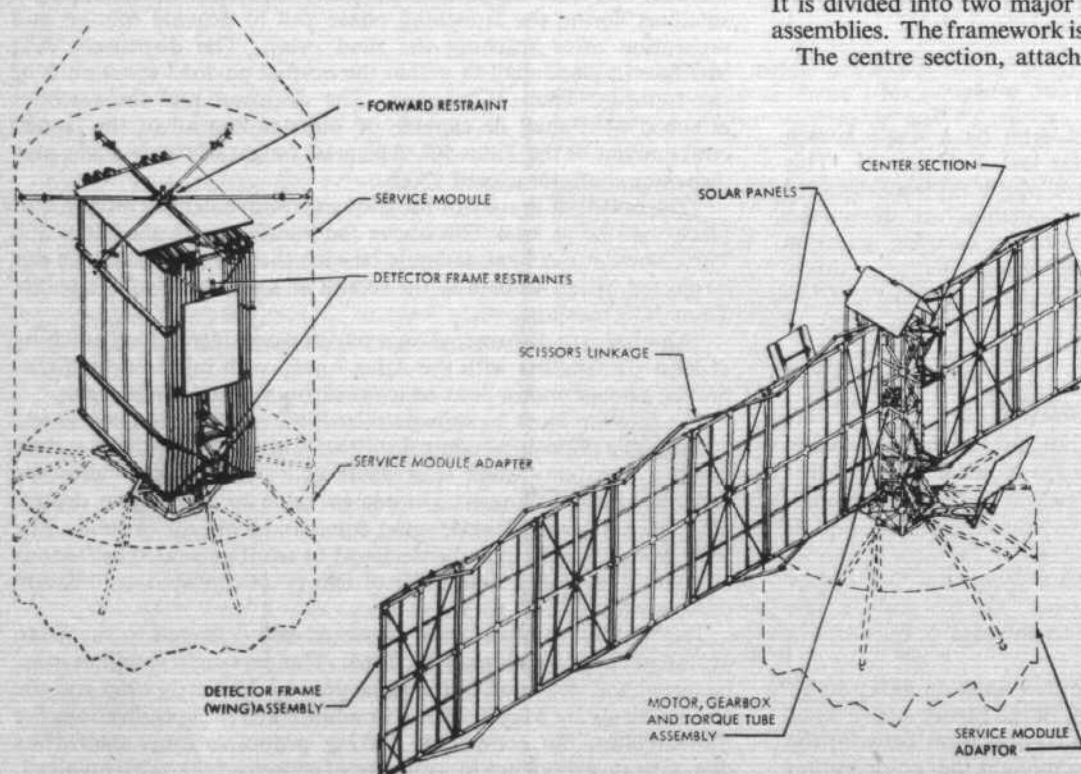 It is divided into two major
assemblies. The framework is
The centre section, attach
FORWARD RESTRAINT
SERVICE MODULE
DETECTOR FRAME RESTRAINTS
SERVICE MODULE ADAPTER
CENTER SECTION
SOLAR PANELS
SCISSORS LINKAGE
DETECTOR FRAME
(WING)ASSEMBLY
MOTOR, GEARBOX
AND TORQUE TUBE
ASSEMBLY
SERVICE MODULE
ADAPTOR